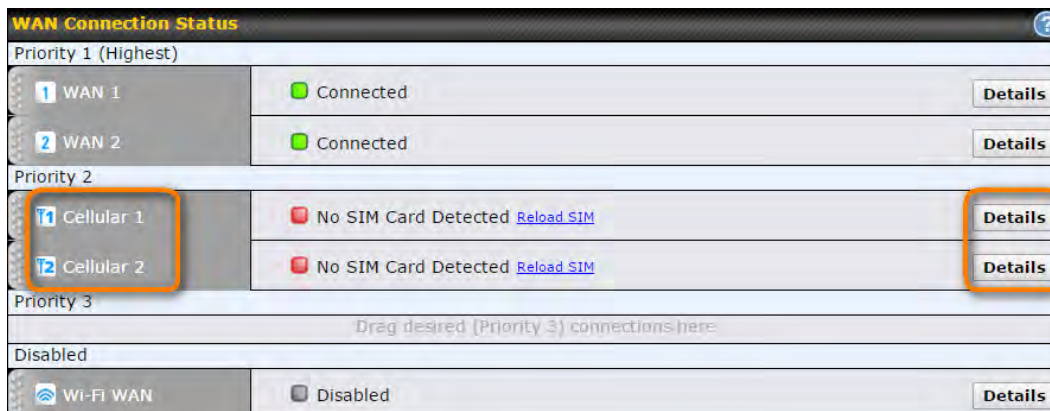 WAN Connection Status ?
Priority 1 (Highest)
1 WAN 1 Connected Details
2 WAN 2 Connected Details
Priority 2
1 Cellular 1 No SIM Card Detected Reload SIM Details
2 Cellular 2 No SIM Card Detected Reload SIM Details
Priority 3
Drag desired (Priority 3) connections here
Disabled
Wi-Fi WAN Disabled Details